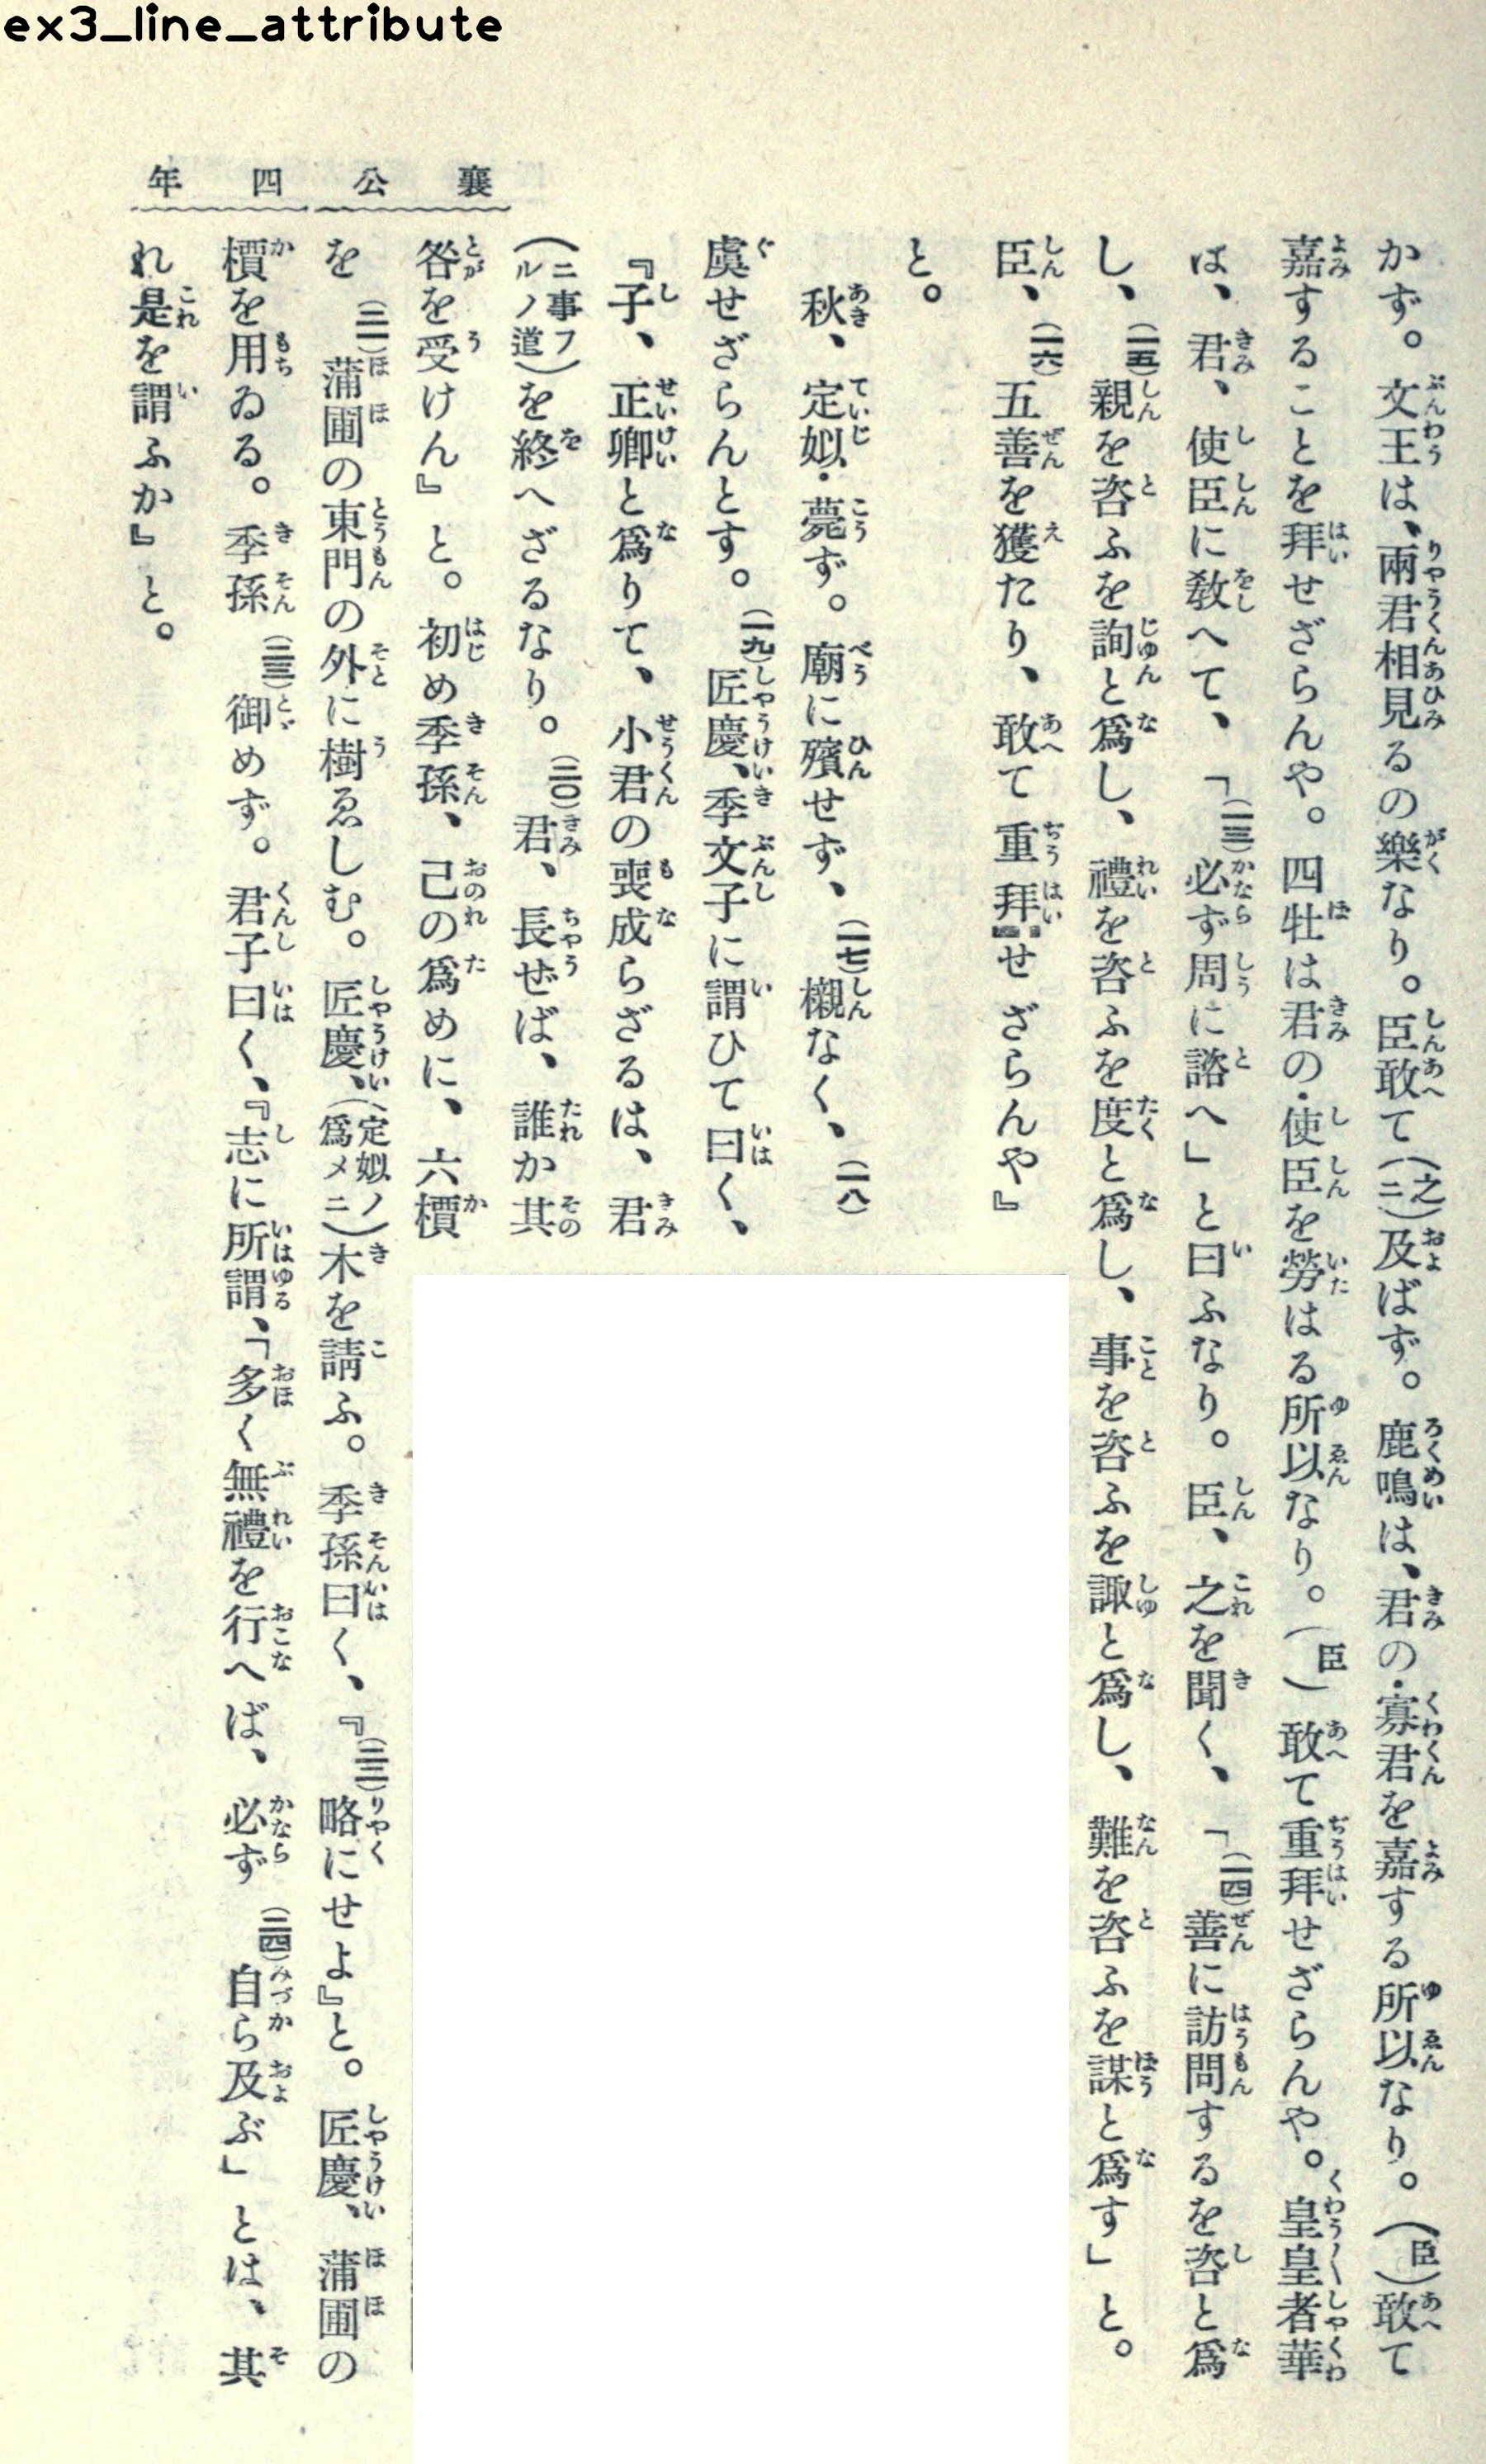 ex3_line_attribute
襄公四年
かず。文王は、兩君相見るの樂なり。臣敢て(之ニ)及ばず。鹿鳴は、君の・寡君を嘉する所以なり。(臣)敢て
嘉することを拜せざらんや。四牡は君の・使臣を勞はる所以なり。(臣)敢て重拜せざらんや。皇皇者華
は、君、使臣に敎へて、「(一三)必ず周に諮へ」と曰ふなり。臣、之を聞く、「(一四)善に訪問するを咨と爲
し、(一五)親を咨ふを詢と爲し、禮を咨ふを度と爲し、事を咨ふを諏と爲し、難を咨ふを謀と爲す」と。
臣、(一六)五善を獲たり、敢て重拜せざらんや』
と。
秋、定姒・薨ず。廟に殯せず、(一七)櫬なく、(一八)
虞せざらんとす。(一九)匠慶、季文子に謂ひて曰く、
『子、正卿と爲りて、小君の喪成らざるは、君
(ニ事フルノ道)を終へざるなり。(二〇)君、長ぜば、誰か其
咎を受けん』と。初め季孫、己の爲めに、六檟
を(二一)蒲圃の東門の外に樹ゑしむ。匠慶、(定姒ノ爲メニ)木を請ふ。季孫曰く、『(二二)略にせよ』と。匠慶、蒲圃の
檟を用ゐる。季孫(二三)御めず。君子曰く、『志に所謂、「多く無禮を行へば、必ず(二四)自ら及ぶ」とは、其
れ是を謂ふか』と。